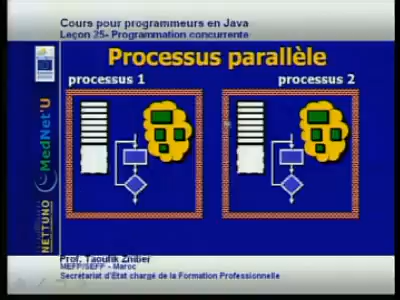 Cours pour programmeurs en Java
Leçon 25- Programmation concurrente
Processus parallèle
processus 1
processus 2
NETTUNO
MedNet'U
Prof. Taoufik Zniber
MEFP/SEFP - Maroc
Secrétariat d'Etat chargé de la Formation Professionnelle